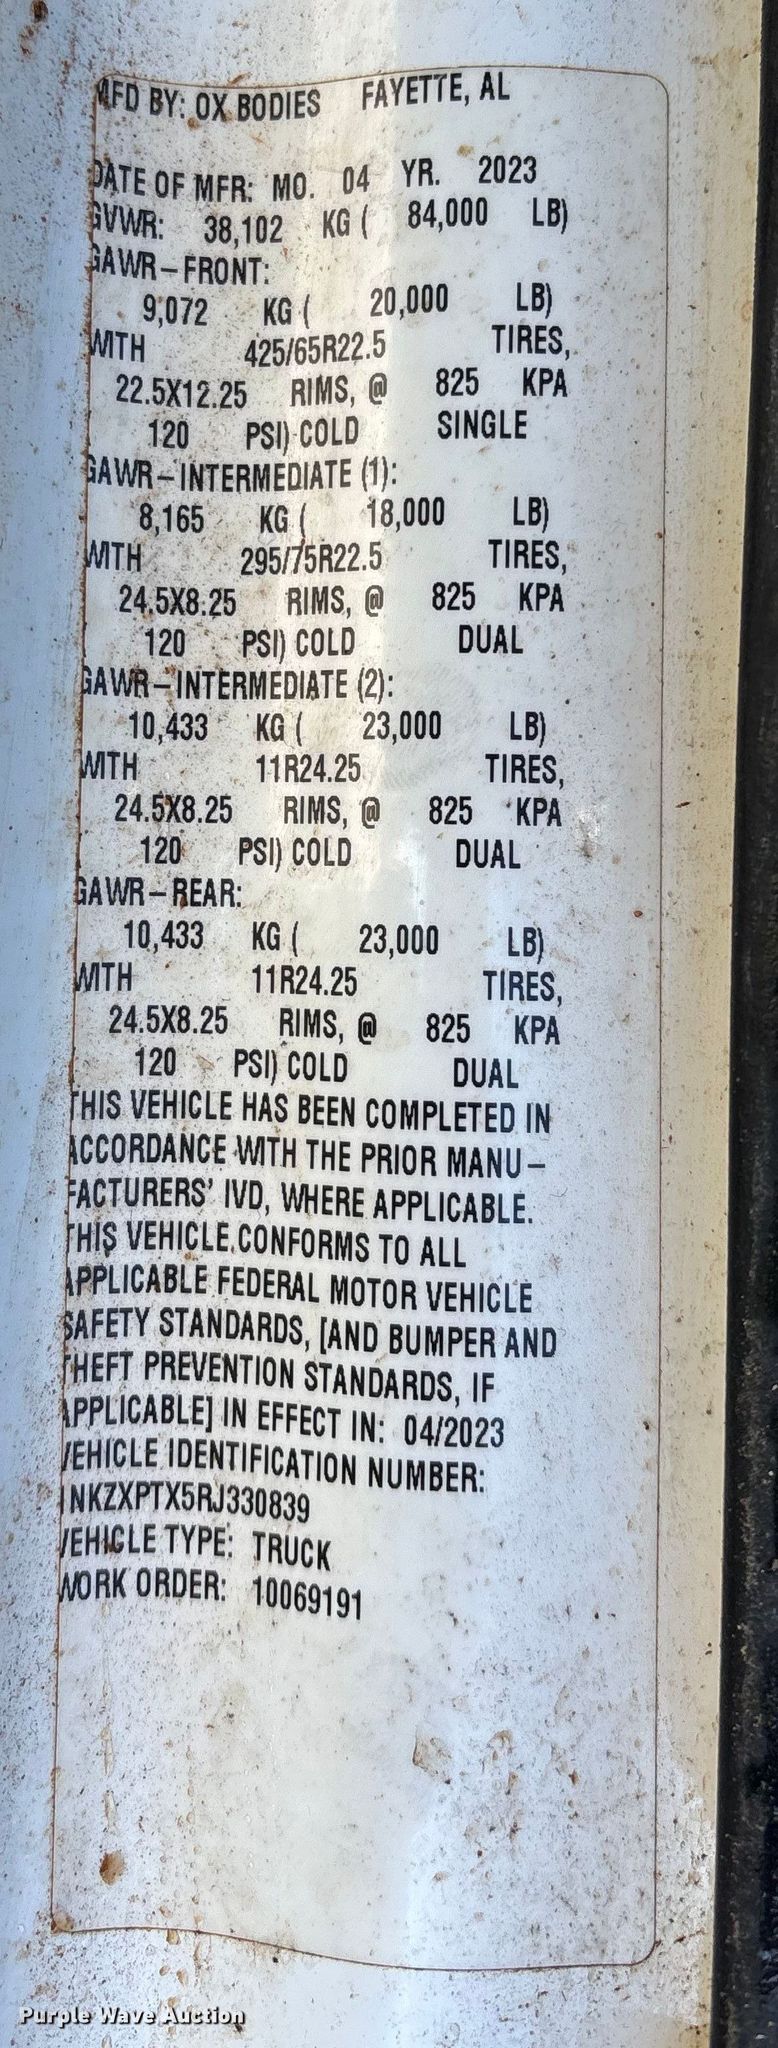 MFD BY: OX BODIES FAYETTE, AL
DATE OF MFR: MO. 04 YR. 2023
GVWR: 38,102 KG ( 84,000 LB)
GAWR-FRONT:
9,072 KG ( 20,000 LB)
WITH 425/65R22.5 TIRES,
22.5X12.25 RIMS, @ 825 KPA
120 PSI) COLD SINGLE
GAWR-INTERMEDIATE (1):
8,165 KG ( 18,000 LB)
WITH 295/75R22.5 TIRES,
24.5X8.25 RIMS, @ 825 KPA
120 PSI) COLD DUAL
GAWR-INTERMEDIATE (2):
10,433 KG ( 23,000 LB)
WITH 11R24.25 TIRES,
24.5X8.25 RIMS, @ 825 KPA
120 PSI) COLD DUAL
GAWR-REAR:
10,433 KG ( 23,000 LB)
WITH 11R24.25 TIRES,
24.5X8.25 RIMS, @ 825 KPA
120 PSI) COLD DUAL
THIS VEHICLE HAS BEEN COMPLETED IN
ACCORDANCE WITH THE PRIOR MANU-
FACTURERS' IVD, WHERE APPLICABLE.
THIS VEHICLE CONFORMS TO ALL
APPLICABLE FEDERAL MOTOR VEHICLE
SAFETY STANDARDS, [AND BUMPER AND
THEFT PREVENTION STANDARDS, IF
APPLICABLE] IN EFFECT IN: 04/2023
VEHICLE IDENTIFICATION NUMBER:
1NKZXPTX5RJ330839
VEHICLE TYPE: TRUCK
WORK ORDER: 10069191
Purple Wave Auction